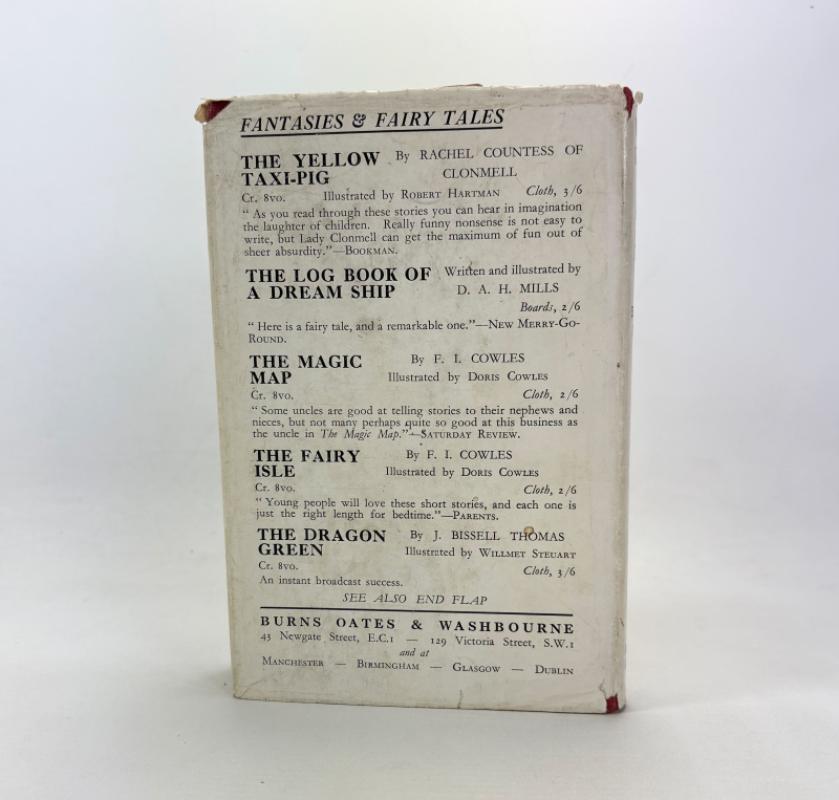 FANTASIES & FAIRY TALES
THE YELLOW By RACHEL COUNTESS OF
TAXI-PIG CLONMELL
Cr. 8vo. Illustrated by ROBERT HARTMAN Cloth, 3/6
" As you read through these stories you can hear in imagination
the laughter of children. Really funny nonsense is not easy to
write, but Lady Clonmell can get the maximum of fun out of
sheer absurdity."—BOOKMAN.
THE LOG BOOK OF Written and illustrated by
A DREAM SHIP D. A. H. MILLS
Boards, 2/6
" Here is a fairy tale, and a remarkable one."—NEW MERRY-GO-
ROUND.
THE MAGIC By F. I. COWLES
MAP Illustrated by DORIS COWLES
Cr. 8vo. Cloth, 2/6
" Some uncles are good at telling stories to their nephews and
nieces, but not many perhaps quite so good at this business as
the uncle in The Magic Map."—SATURDAY REVIEW.
THE FAIRY By F. I. COWLES
ISLE Illustrated by DORIS COWLES
Cr. 8vo. Cloth, 2/6
" Young people will love these short stories, and each one is
just the right length for bedtime."—PARENTS.
THE DRAGON By J. BISSELL THOMAS
GREEN Illustrated by WILLMET STEUART
Cr. 8vo. Cloth, 3/6
An instant broadcast success.
SEE ALSO END FLAP
BURNS OATES & WASHBOURNE
43 Newgate Street, E.C.1 — 129 Victoria Street, S.W.1
and at
MANCHESTER — BIRMINGHAM — GLASGOW — DUBLIN